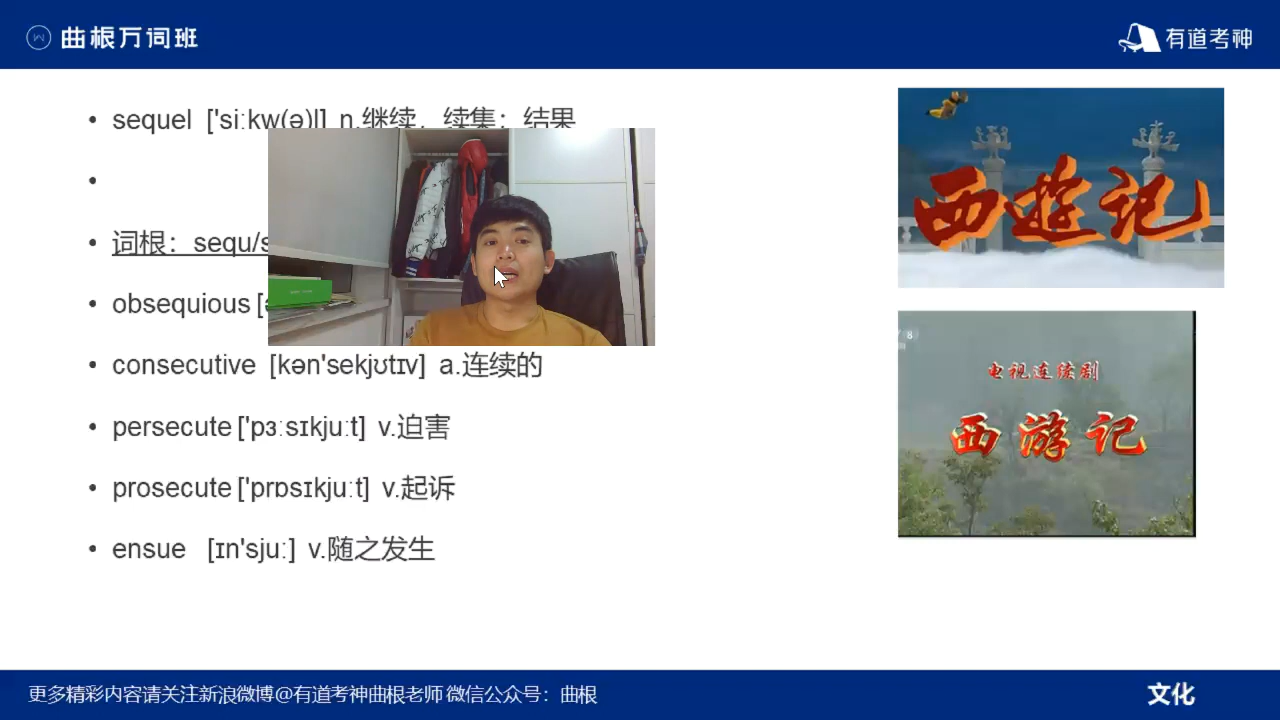 曲根万词班
有道考神
sequel ['si:kw(ə)l] n.继续，续集；结果
词根：sequ/s
obsequious [ə
consecutive [kən'sekjʊtɪv] a.连续的
persecute ['pɜːsɪkjuːt] v.迫害
prosecute ['prɒsɪkjuːt] v.起诉
ensue [ɪn'sjuː] v.随之发生
西游记
电视连续剧
西游记
更多精彩内容请关注新浪微博@有道考神曲根老师 微信公众号：曲根
文化